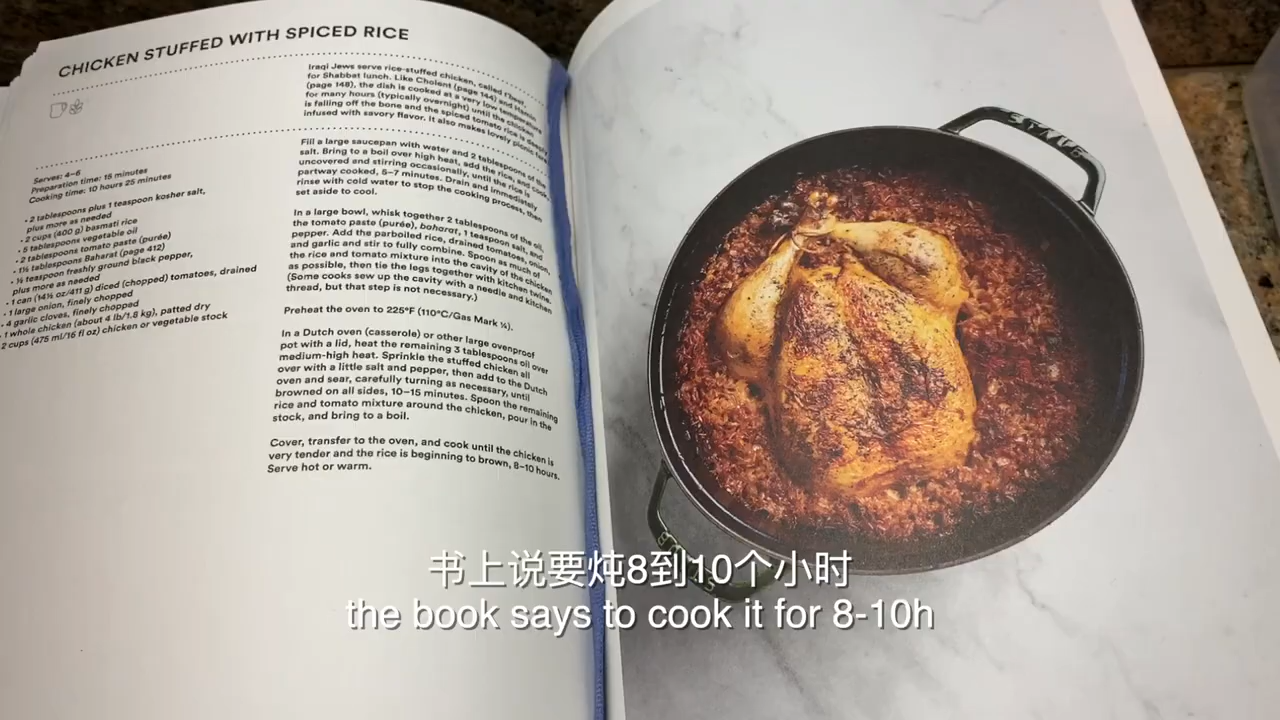 CHICKEN STUFFED WITH SPICED RICE
Iraqi Jews serve rice-stuffed chicken, called t'beet,
for Shabbat lunch. Like Cholent (page 144) and Hamin
(page 148), the dish is cooked at a very low temperature
for many hours (typically overnight) until the chicken
is falling off the bone and the spiced tomato rice is deeply
infused with savory flavor. It also makes lovely picnic fare.
Serves: 4–6
Preparation time: 15 minutes
Cooking time: 10 hours 25 minutes
• 2 tablespoons plus 1 teaspoon kosher salt,
plus more as needed
• 2 cups (400 g) basmati rice
• 5 tablespoons vegetable oil
• 2 tablespoons tomato paste (purée)
• 1½ tablespoons Baharat (page 412)
• ½ teaspoon freshly ground black pepper,
plus more as needed
• 1 can (14½ oz/411 g) diced (chopped) tomatoes, drained
• 1 large onion, finely chopped
• 4 garlic cloves, finely chopped
• 1 whole chicken (about 4 lb/1.8 kg), patted dry
2 cups (475 ml/16 fl oz) chicken or vegetable stock
Fill a large saucepan with water and 2 tablespoons of the
salt. Bring to a boil over high heat, add the rice, and cook,
uncovered and stirring occasionally, until the rice is
partway cooked, 5–7 minutes. Drain and immediately
rinse with cold water to stop the cooking process, then
set aside to cool.
In a large bowl, whisk together 2 tablespoons of the oil,
the tomato paste (purée), baharat, 1 teaspoon salt, and
pepper. Add the parboiled rice, drained tomatoes, onion,
and garlic and stir to fully combine. Spoon as much of
the rice and tomato mixture into the cavity of the chicken
as possible, then tie the legs together with kitchen twine.
(Some cooks sew up the cavity with a needle and kitchen
thread, but that step is not necessary.)
Preheat the oven to 225°F (110°C/Gas Mark ¼).
In a Dutch oven (casserole) or other large ovenproof
pot with a lid, heat the remaining 3 tablespoons oil over
medium-high heat. Sprinkle the stuffed chicken all
over with a little salt and pepper, then add to the Dutch
oven and sear, carefully turning as necessary, until
browned on all sides, 10–15 minutes. Spoon the remaining
rice and tomato mixture around the chicken, pour in the
stock, and bring to a boil.
Cover, transfer to the oven, and cook until the chicken is
very tender and the rice is beginning to brown, 8–10 hours.
Serve hot or warm.
书上说要炖8到10个小时
the book says to cook it for 8-10h